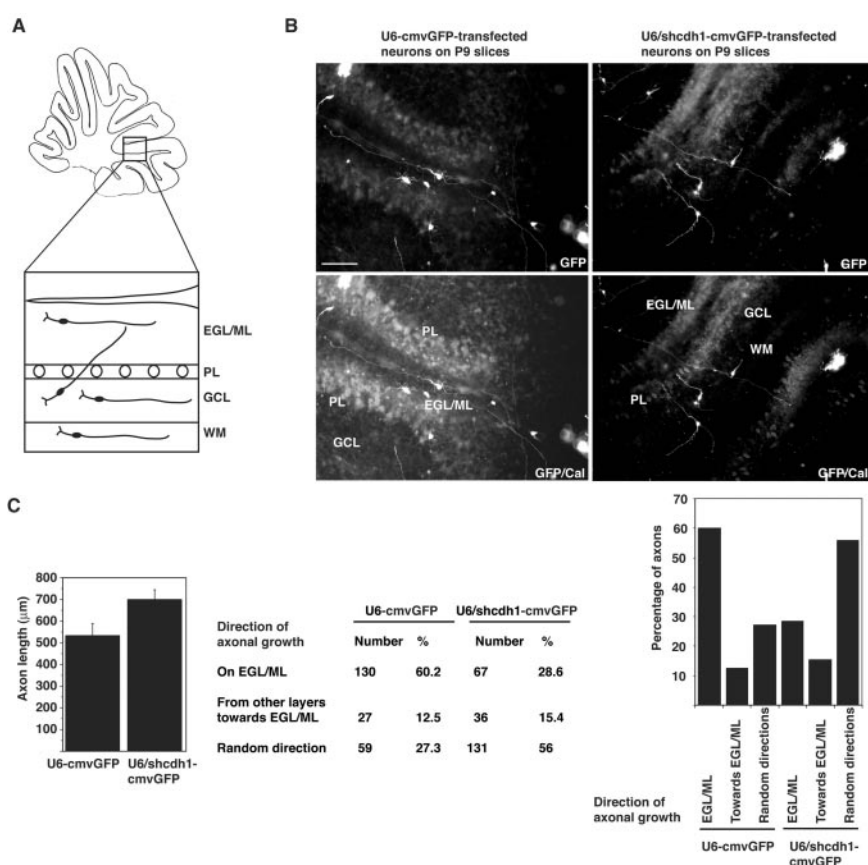 A
EGL/ML
PL
GCL
WM
B
U6-cmvGFP-transfected
neurons on P9 slices
U6/shcdh1-cmvGFP-transfected
neurons on P9 slices
GFP
GFP
PL
PL
EGL/ML
GCL
GFP/Cal
EGL/ML
GCL
WM
PL
GFP/Cal
C
Axon length (μm)
800
700
600
500
400
300
200
100
U6-cmvGFP
U6/shcdh1-
cmvGFP
U6-cmvGFP U6/shcdh1-cmvGFP
Direction of
axonal growth Number % Number %
On EGL/ML 130 60.2 67 28.6
From other layers
towards EGL/ML 27 12.5 36 15.4
Random direction 59 27.3 131 56
Percentage of axons
70
60
50
40
30
20
10
Direction of
axonal growth
EGL/ML
Towards EGL/ML
Random directions
EGL/ML
Towards EGL/ML
Random directions
U6-cmvGFP
U6/shcdh1-
cmvGFP